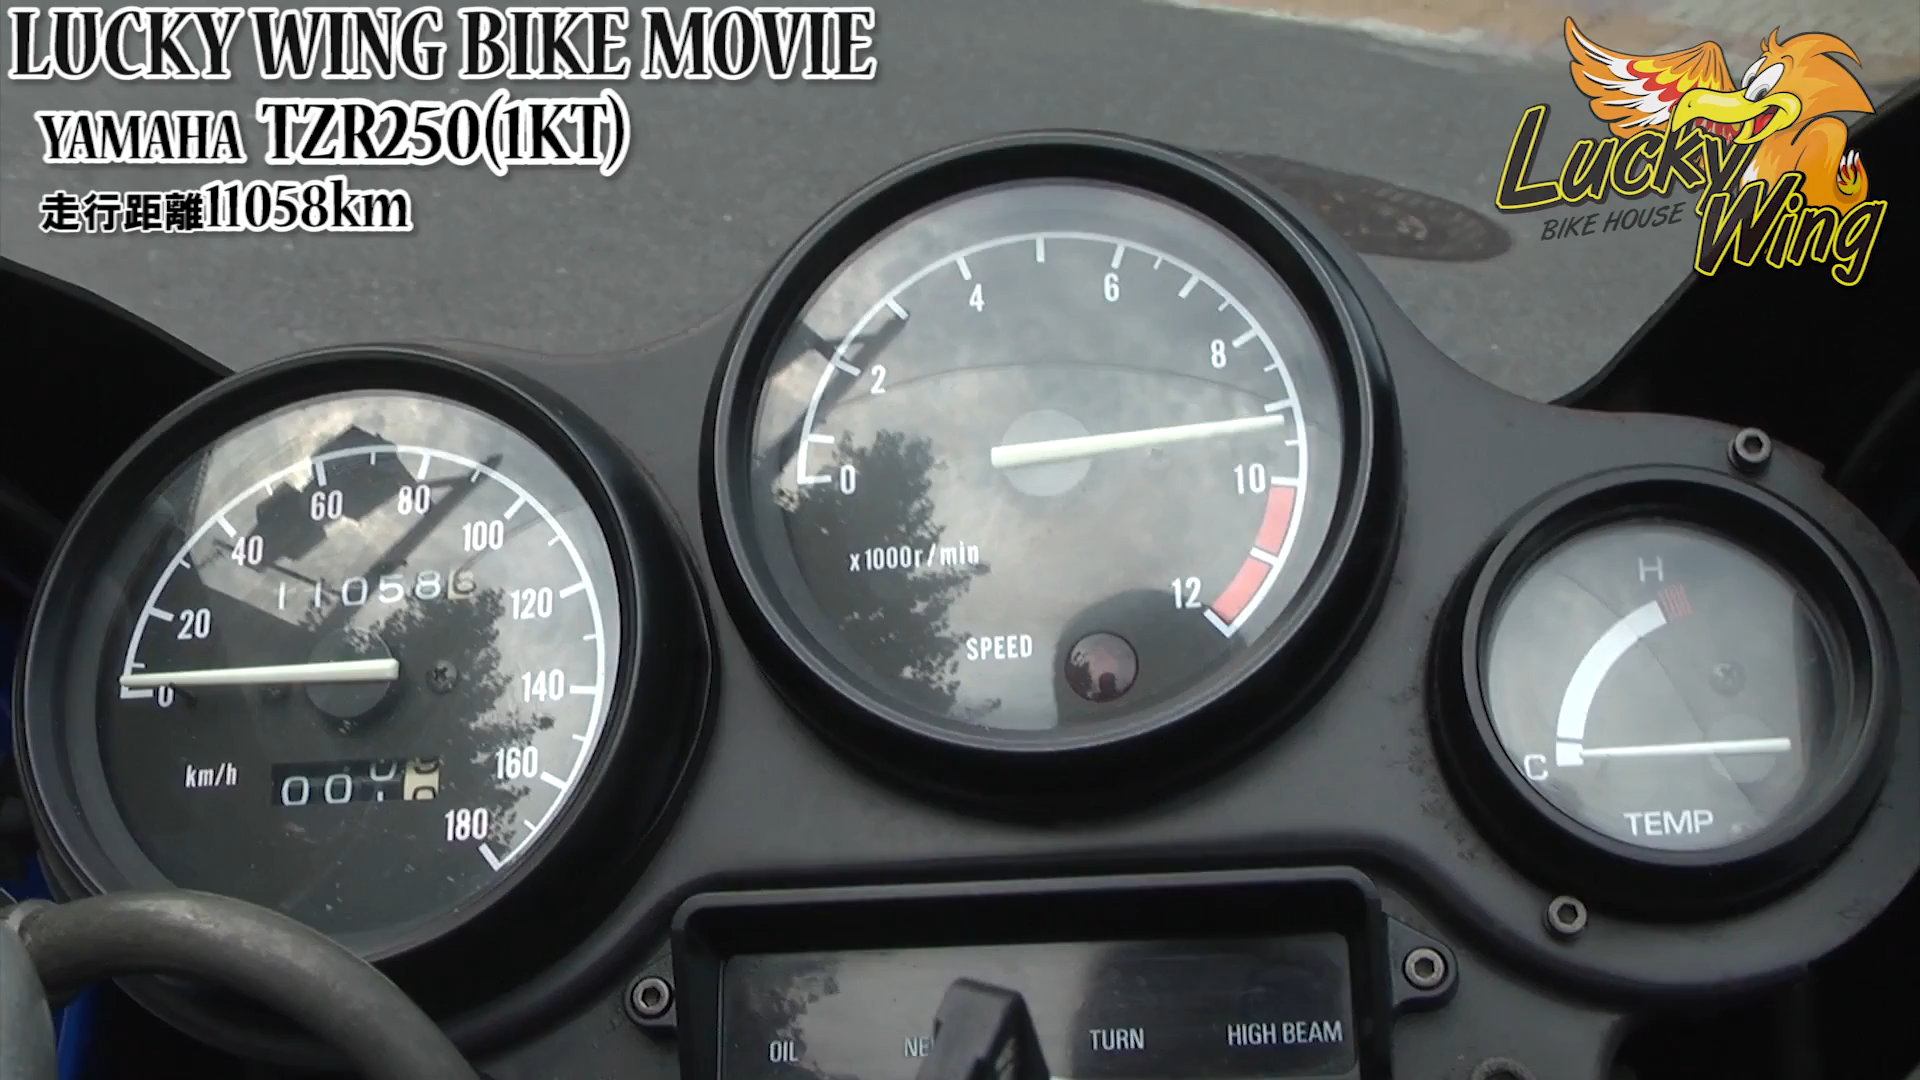 LUCKY WING BIKE MOVIE
YAMAHA TZR250(1KT)
走行距離11058km
Lucky
Wing
BIKE HOUSE
0
20
40
60
80
100
120
140
160
180
11058
km/h
00
0
2
4
6
8
10
12
x1000r/min
SPEED
H
C
TEMP
OIL
TURN
HIGH BEAM